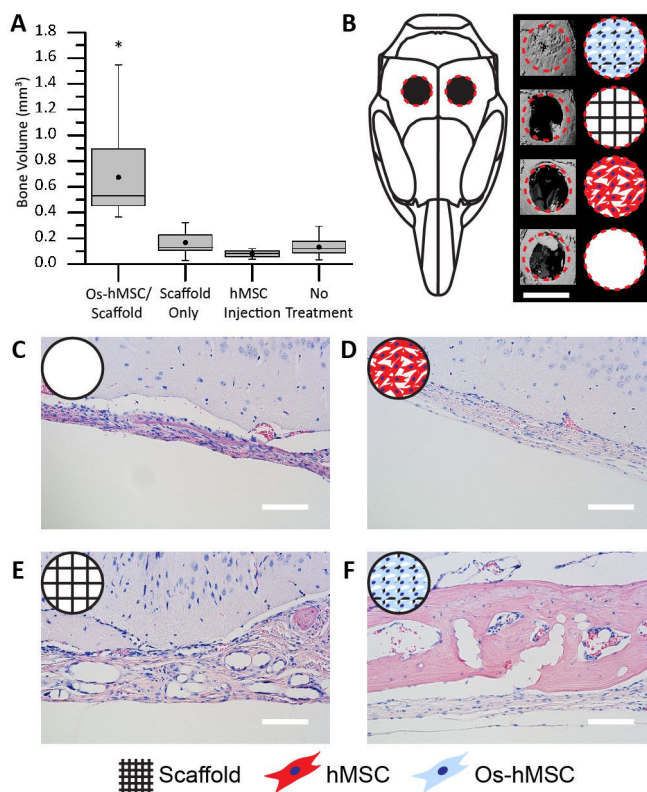 A
*
Bone Volume (mm³)
1.8
1.6
1.4
1.2
1.0
0.8
0.6
0.4
0.2
0.0
Os-hMSC/
Scaffold
Scaffold
Only
hMSC
Injection
No
Treatment
B
C
D
E
F
Scaffold
hMSC
Os-hMSC